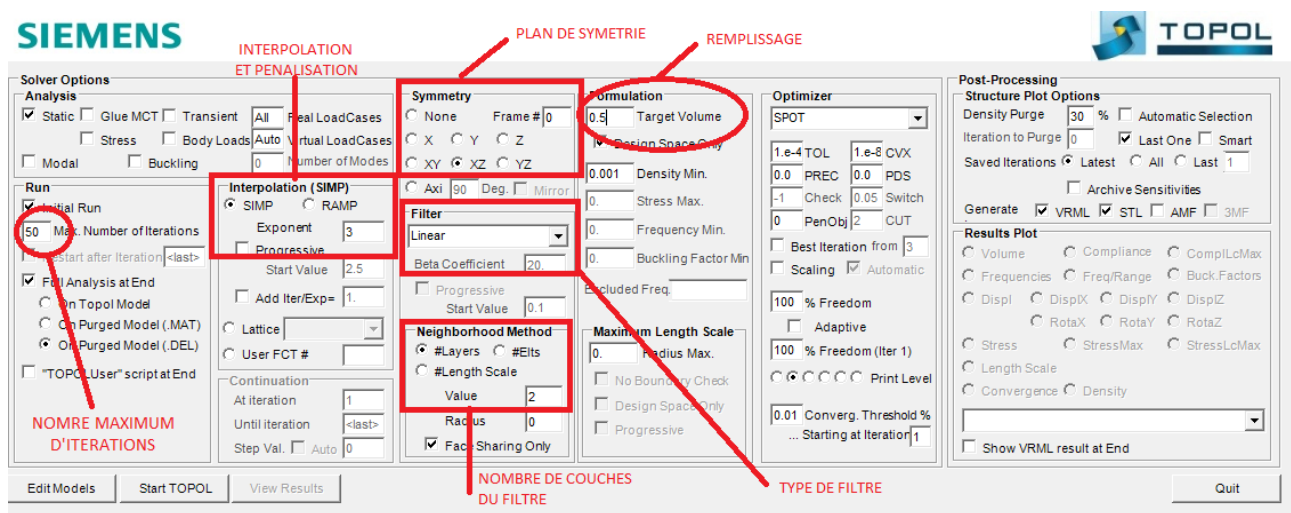 SIEMENS
TOPOL
INTERPOLATION
ET PENALISATION
PLAN DE SYMETRIE
REMPLISSAGE
Solver Options
Analysis
Static Glue MCT Transient All Real LoadCases
Stress Body Loads Auto Virtual LoadCases
Modal Buckling 0 Number of Modes
Run
Initial Run
50 Max. Number of Iterations
Restart after Iteration <last>
Full Analysis at End
On Topol Model
On Purged Model (.MAT)
On Purged Model (.DEL)
"TOPOLUser" script at End
NOMRE MAXIMUM
D'ITERATIONS
Interpolation (SIMP)
SIMP RAMP
Exponent 3
Progressive
Start Value 2.5
Add Iter/Exp= 1.
Lattice
User FCT #
Continuation
At iteration 1
Until iteration <last>
Step Val. Auto 0
Symmetry
None Frame # 0
X Y Z
XY XZ YZ
Axi 90 Deg. Mirror
Filter
Linear
Beta Coefficient 20.
Progressive
Start Value 0.1
Neighborhood Method
#Layers #Elts
#Length Scale
Value 2
Radius 0
Face Sharing Only
NOMBRE DE COUCHES
DU FILTRE
Formulation
0.5 Target Volume
Design Space Only
0.001 Density Min.
0. Stress Max.
0. Frequency Min.
0. Buckling Factor Min
Excluded Freq.
Maximum Length Scale
0. Radius Max.
No Boundary Check
Design Space Only
Progressive
TYPE DE FILTRE
Optimizer
SPOT
1.e-4 TOL 1.e-8 CVX
0.0 PREC 0.0 PDS
-1 Check 0.05 Switch
0 PenObj 2 CUT
Best Iteration from 3
Scaling Automatic
100 % Freedom
Adaptive
100 % Freedom (Iter 1)
Print Level
0.01 Converg. Threshold %
... Starting at Iteration 1
Post-Processing
Structure Plot Options
Density Purge 30 % Automatic Selection
Iteration to Purge 0 Last One Smart
Saved Iterations Latest All Last 1
Archive Sensitivities
Generate VRML STL AMF 3MF
Results Plot
Volume Compliance ComplLcMax
Frequencies Freq/Range Buck.Factors
Displ DisplX DisplY DisplZ
RotaX RotaY RotaZ
Stress StressMax StressLcMax
Length Scale
Convergence Density
Show VRML result at End
Edit Models Start TOPOL View Results Quit